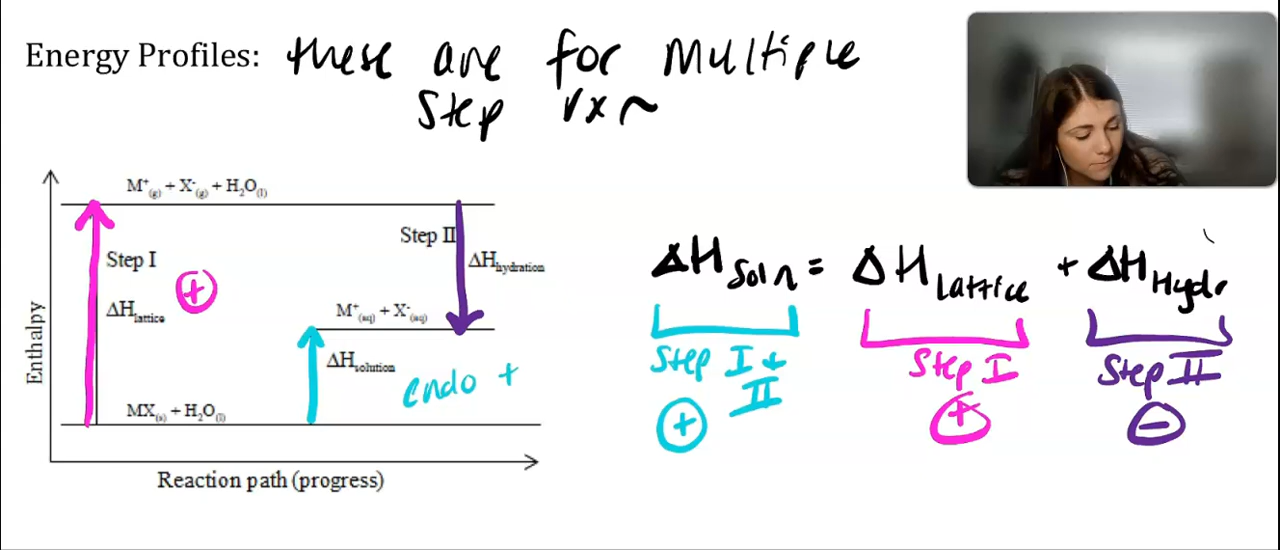 Energy Profiles: these are for Multiple
Step rxn
M⁺(g) + X⁻(g) + H₂O(l)
Step I
+
ΔHlattice
Step II
ΔHhydration
M⁺(aq) + X⁻(aq)
ΔHsolution
endo +
MX(s) + H₂O(l)
Enthalpy
Reaction path (progress)
ΔHSoln = ΔHLattice + ΔHHydr
Step I +
II
+
Step I
+
Step II
−